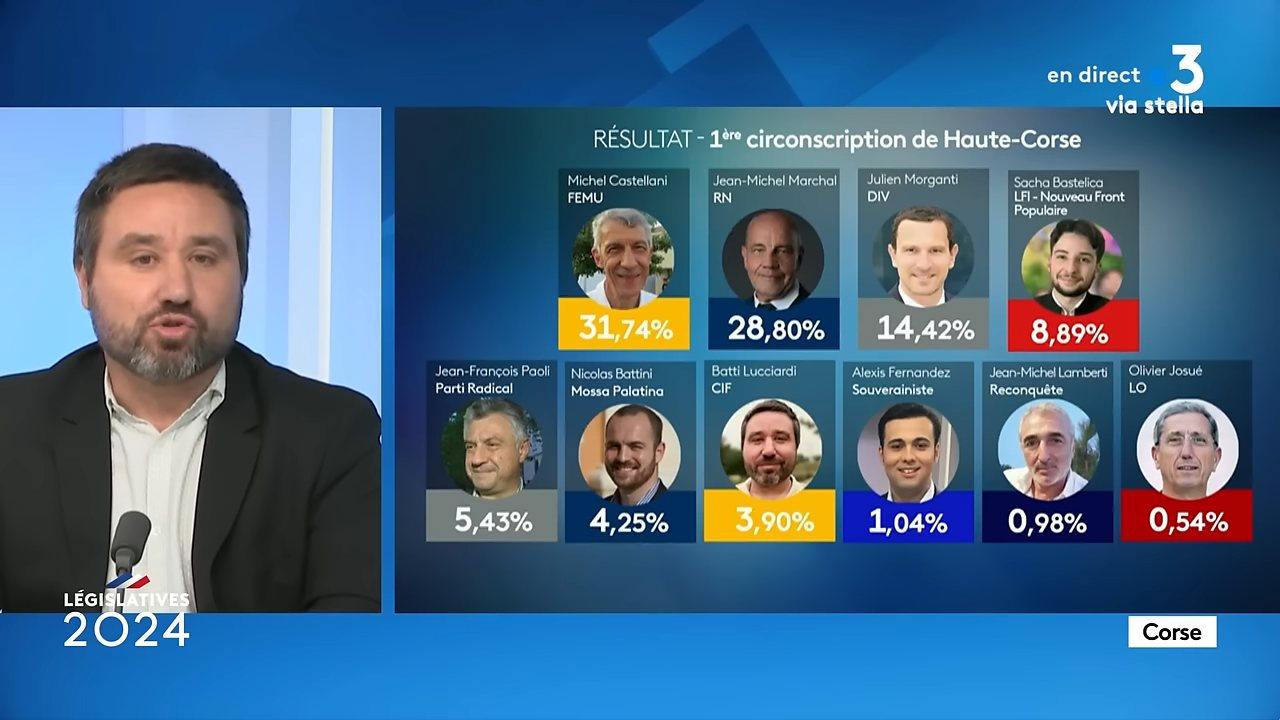 en direct 3
via stella
RÉSULTAT - 1ère circonscription de Haute-Corse
Michel Castellani
FEMU
31,74%
Jean-Michel Marchal
RN
28,80%
Julien Morganti
DIV
14,42%
Sacha Bastelica
LFI - Nouveau Front
Populaire
8,89%
Jean-François Paoli
Parti Radical
5,43%
Nicolas Battini
Mossa Palatina
4,25%
Batti Lucciardi
CIF
3,90%
Alexis Fernandez
Souverainiste
1,04%
Jean-Michel Lamberti
Reconquête
0,98%
Olivier Josué
LO
0,54%
LÉGISLATIVES
2024
Corse